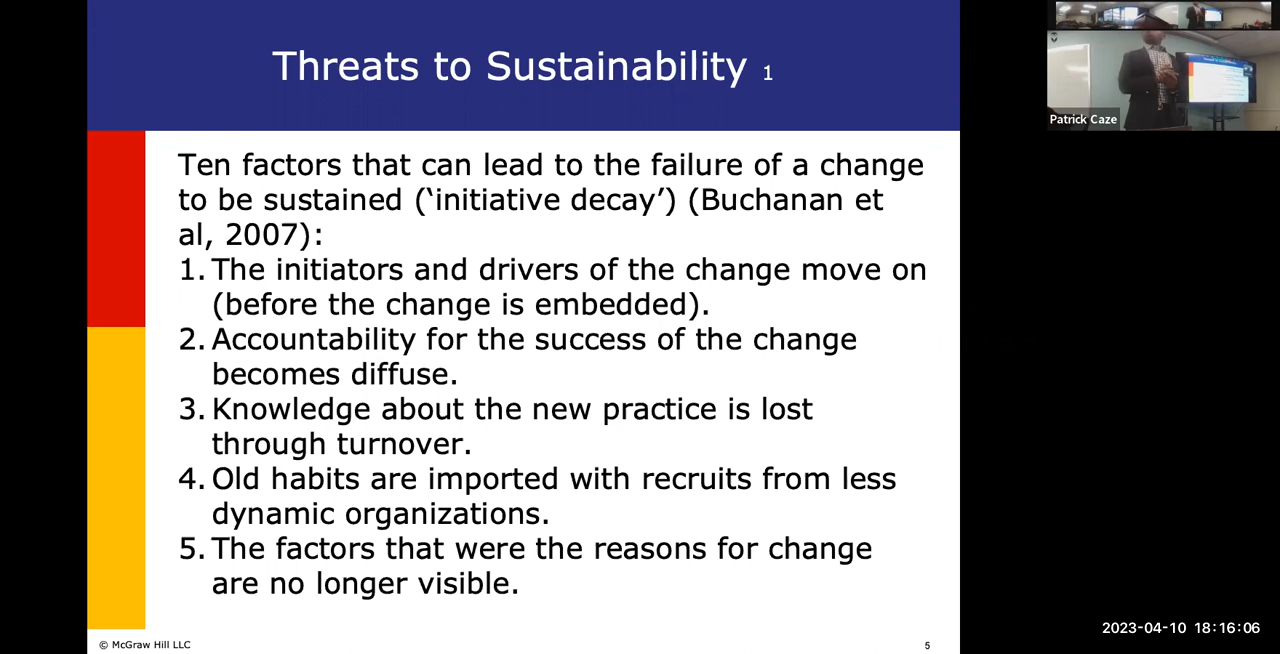 Threats to Sustainability 1
Ten factors that can lead to the failure of a change
to be sustained (‘initiative decay’) (Buchanan et
al, 2007):
1. The initiators and drivers of the change move on
(before the change is embedded).
2. Accountability for the success of the change
becomes diffuse.
3. Knowledge about the new practice is lost
through turnover.
4. Old habits are imported with recruits from less
dynamic organizations.
5. The factors that were the reasons for change
are no longer visible.
© McGraw Hill LLC
5
Patrick Caze
2023-04-10 18:16:06